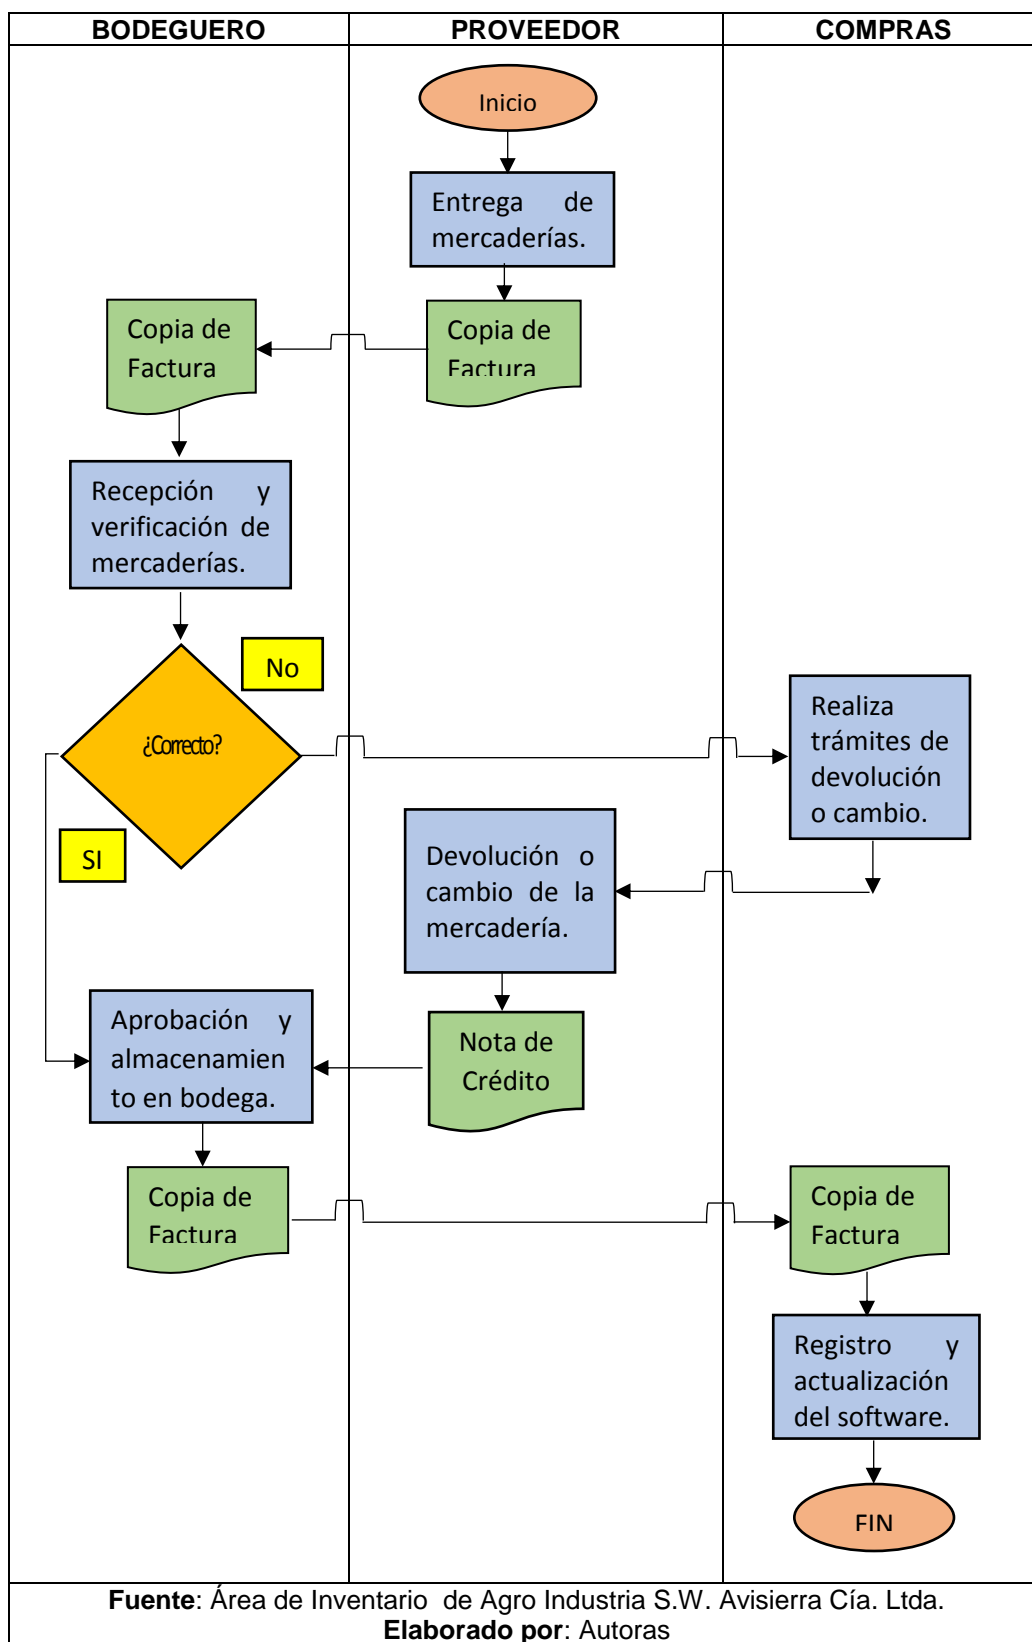 BODEGUERO PROVEEDOR COMPRAS
Inicio
Entrega de
mercaderías.
Copia de
Factura
Copia de
Factura
Recepción y
verificación de
mercaderías.
¿Correcto?
No
SI
Realiza
trámites de
devolución
o cambio.
Devolución o
cambio de la
mercadería.
Nota de
Crédito
Aprobación y
almacenamien
to en bodega.
Copia de
Factura
Copia de
Factura
Registro y
actualización
del software.
FIN
Fuente: Área de Inventario de Agro Industria S.W. Avisierra Cía. Ltda.
Elaborado por: Autoras